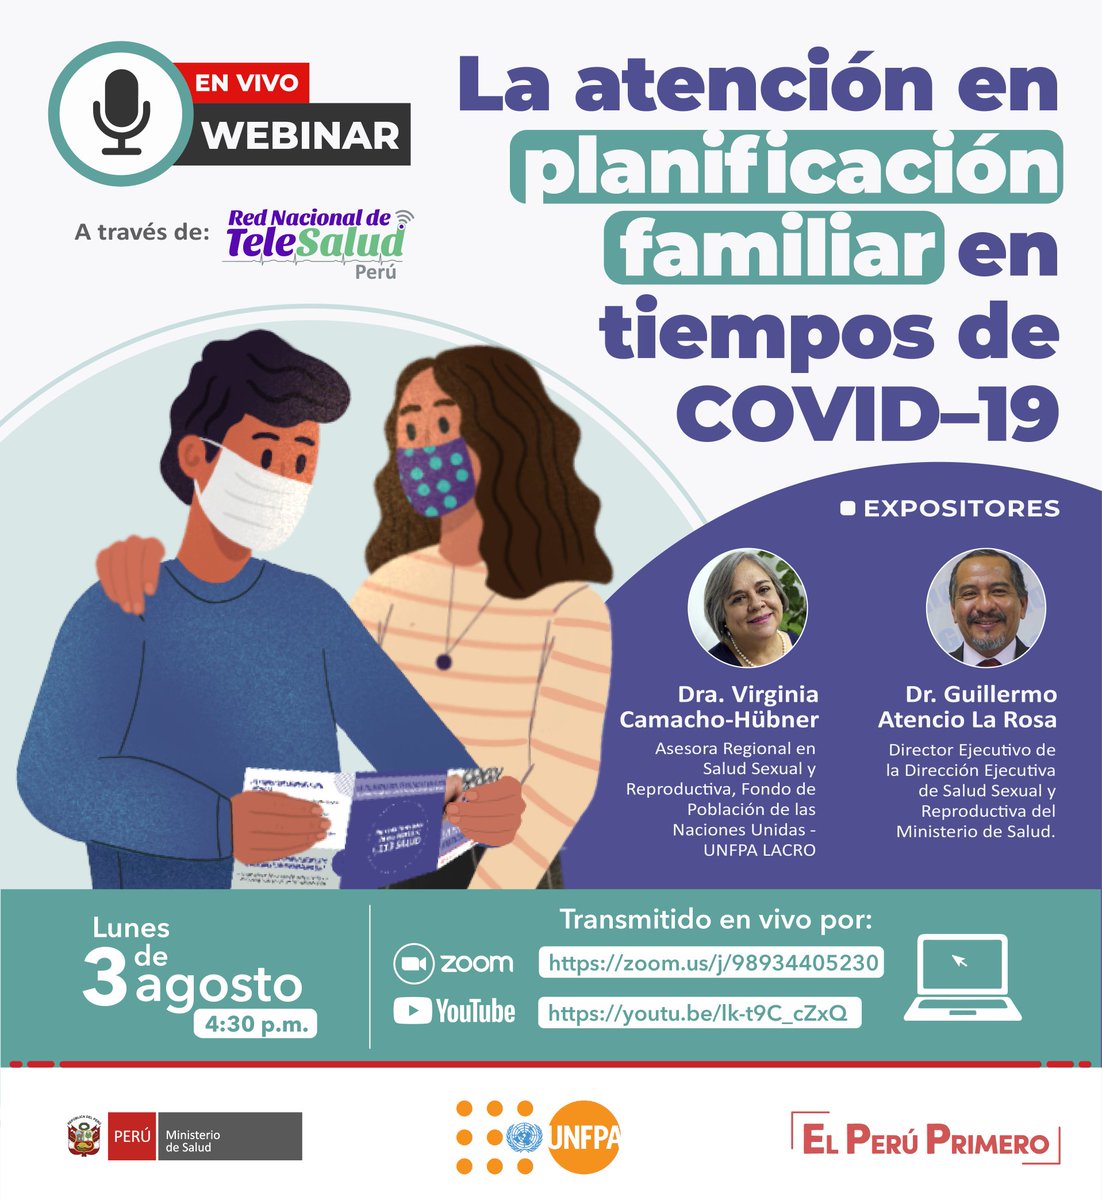 EN VIVO
WEBINAR
A través de:
Red Nacional de
TeleSalud
Perú
La atención en
planificación
familiar en
tiempos de
COVID–19
EXPOSITORES
Dra. Virginia
Camacho-Hübner
Asesora Regional en
Salud Sexual y
Reproductiva, Fondo de
Población de las
Naciones Unidas -
UNFPA LACRO
Dr. Guillermo
Atencio La Rosa
Director Ejecutivo de
la Dirección Ejecutiva
de Salud Sexual y
Reproductiva del
Ministerio de Salud.
113 SALUD
Lunes
3 de
agosto
4:30 p.m.
Transmitido en vivo por:
zoom
https://zoom.us/j/98934405230
YouTube
https://youtu.be/lk-t9C_cZxQ
PERÚ
Ministerio
de Salud
UNFPA
EL PERÚ PRIMERO